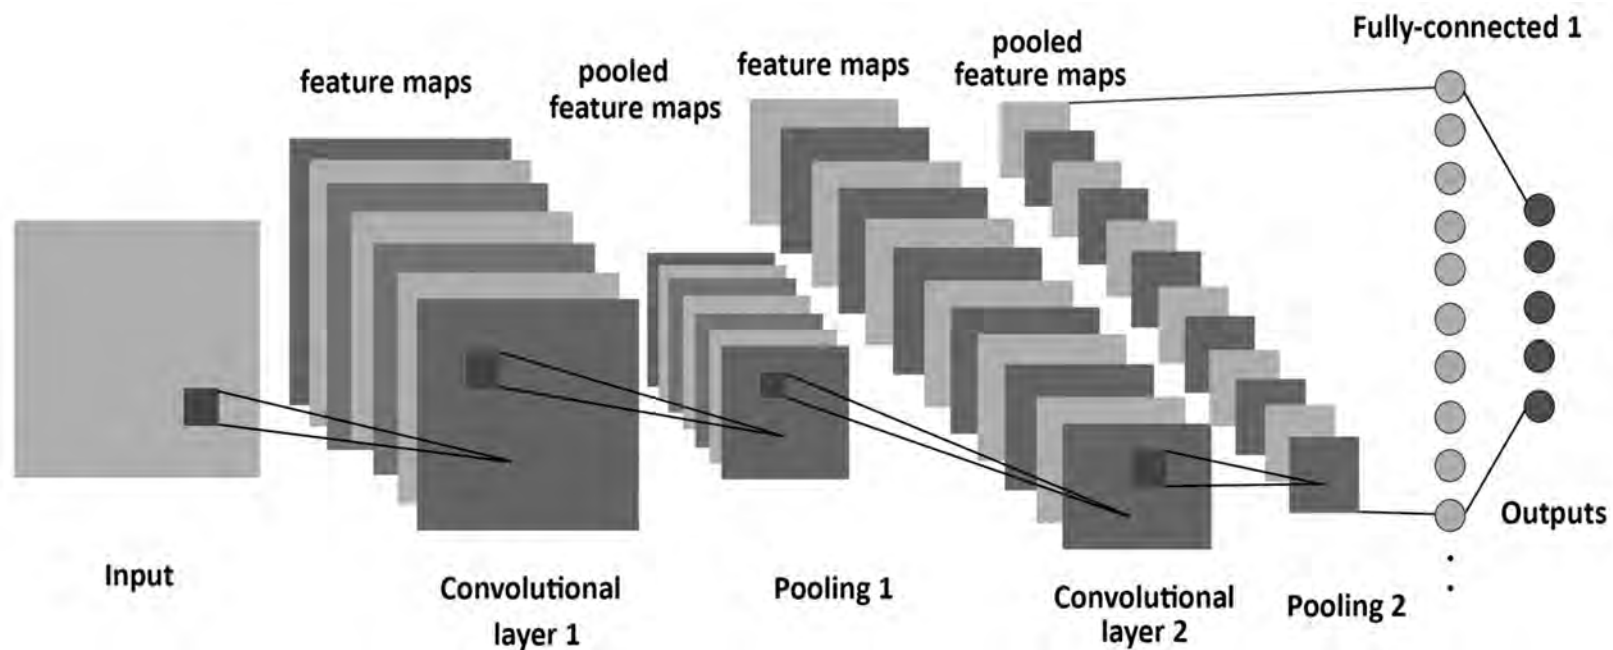 Fully-connected 1
feature maps
pooled
feature maps
feature maps
pooled
feature maps
Outputs
Input
Convolutional
layer 1
Pooling 1
Convolutional
layer 2
Pooling 2